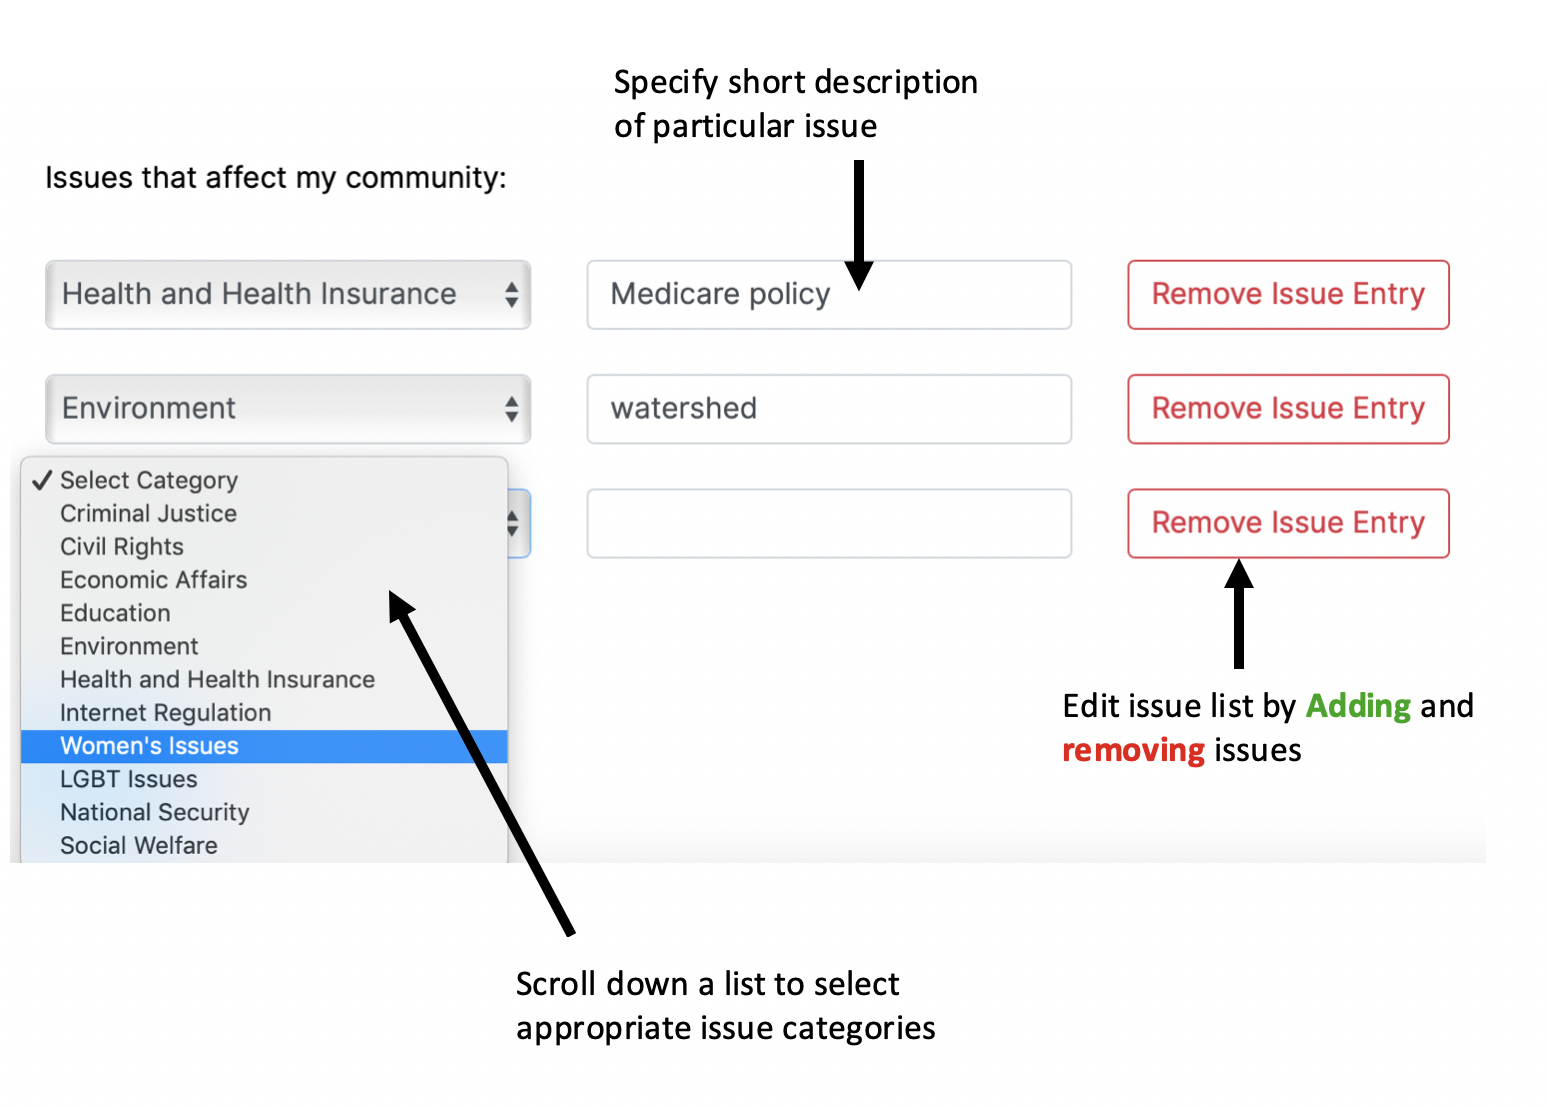 Specify short description
of particular issue
Issues that affect my community:
Health and Health Insurance
Medicare policy
Remove Issue Entry
Environment
watershed
Remove Issue Entry
Select Category
Criminal Justice
Civil Rights
Economic Affairs
Education
Environment
Health and Health Insurance
Internet Regulation
Women's Issues
LGBT Issues
National Security
Social Welfare
Remove Issue Entry
Edit issue list by Adding and
removing issues
Scroll down a list to select
appropriate issue categories